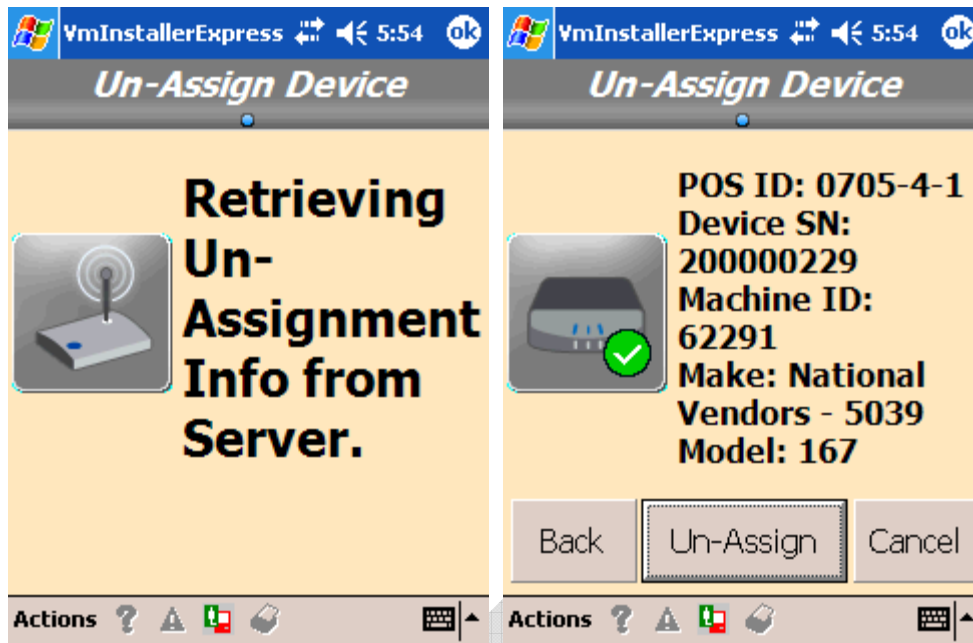 VmInstallerExpress 5:54 ok
Un-Assign Device
Retrieving
Un-
Assignment
Info from
Server.
Actions
VmInstallerExpress 5:54 ok
Un-Assign Device
POS ID: 0705-4-1
Device SN:
200000229
Machine ID:
62291
Make: National
Vendors - 5039
Model: 167
Back Un-Assign Cancel
Actions